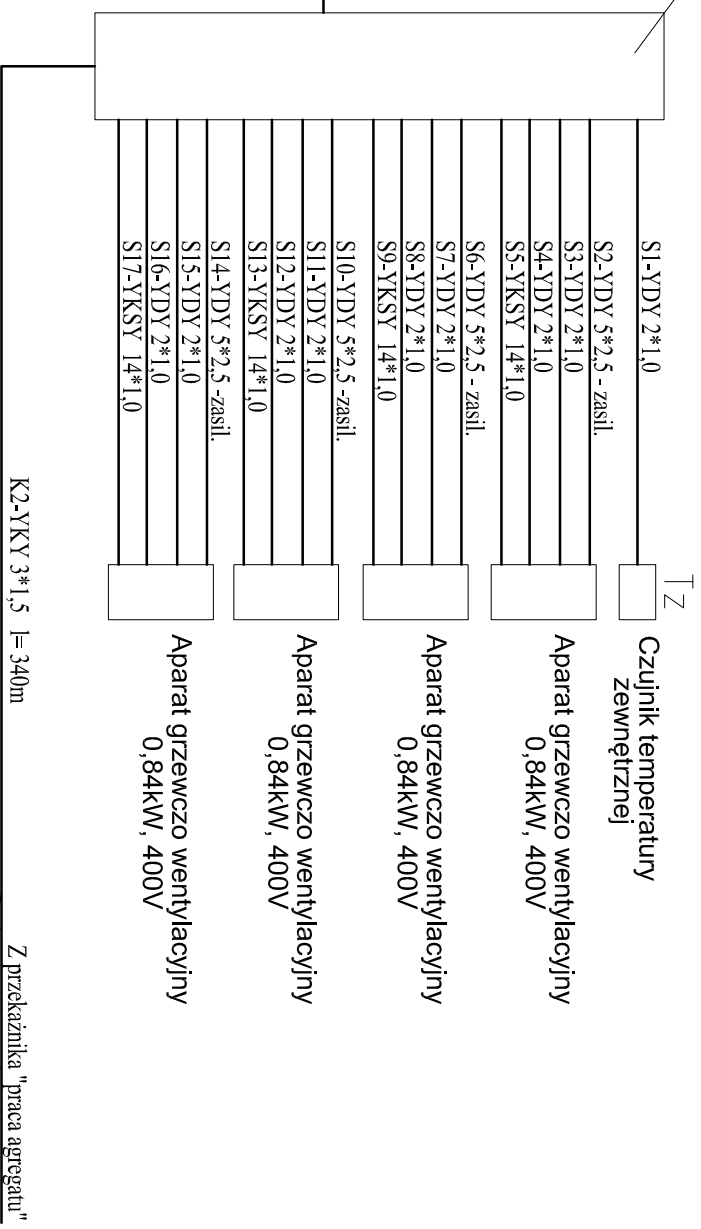 S1-YDY 2*1,0
S2-YDY 5*2,5 - zasil.
S3-YDY 2*1,0
S4-YDY 2*1,0
S5-YKSY 14*1,0
S6-YDY 5*2,5 - zasil.
S7-YDY 2*1,0
S8-YDY 2*1,0
S9-YKSY 14*1,0
S10-YDY 5*2,5 -zasil.
S11-YDY 2*1,0
S12-YDY 2*1,0
S13-YKSY 14*1,0
S14-YDY 5*2,5 -zasil.
S15-YDY 2*1,0
S16-YDY 2*1,0
S17-YKSY 14*1,0
Tz
Czujnik temperatury
zewnętrznej
Aparat grzewczo wentylacyjny
0,84kW, 400V
Aparat grzewczo wentylacyjny
0,84kW, 400V
Aparat grzewczo wentylacyjny
0,84kW, 400V
Aparat grzewczo wentylacyjny
0,84kW, 400V
K2-YKY 3*1,5 l= 340m
Z przekażnika "praca agregatu"